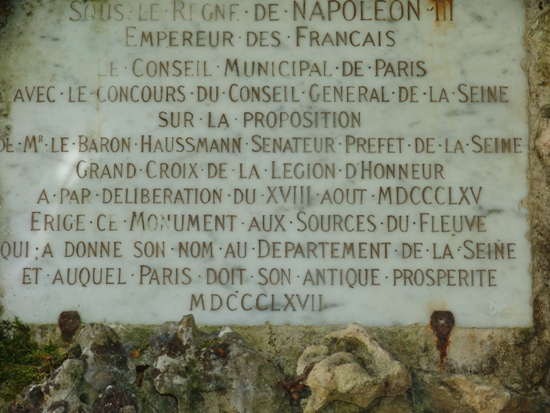 SOUS·LE·REGNE·DE·NAPOLEON·III
EMPEREUR·DES·FRANCAIS
LE·CONSEIL·MUNICIPAL·DE·PARIS
AVEC·LE·CONCOURS·DU·CONSEIL·GENERAL·DE·LA·SEINE
SUR·LA·PROPOSITION
DE·MR·LE·BARON·HAUSSMANN·SENATEUR·PREFET·DE·LA·SEINE
GRAND·CROIX·DE·LA·LEGION·D'HONNEUR
A·PAR·DELIBERATION·DU·XVIII·AOUT·MDCCCLXV
ERIGE·CE·MONUMENT·AUX·SOURCES·DU·FLEUVE
QUI·A·DONNE·SON·NOM·AU·DEPARTEMENT·DE·LA·SEINE
ET·AUQUEL·PARIS·DOIT·SON·ANTIQUE·PROSPERITE
MDCCCLXVII